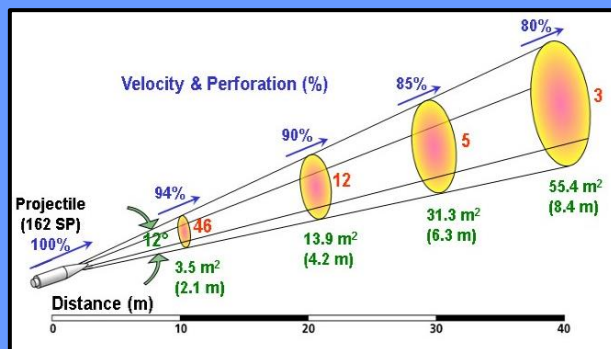 80%
Velocity & Perforation (%)
85%
3
90%
5
94%
12
Projectile
(162 SP)
100%
12°
46
55.4 m²
(8.4 m)
31.3 m²
(6.3 m)
13.9 m²
(4.2 m)
3.5 m²
(2.1 m)
Distance (m)
0 10 20 30 40